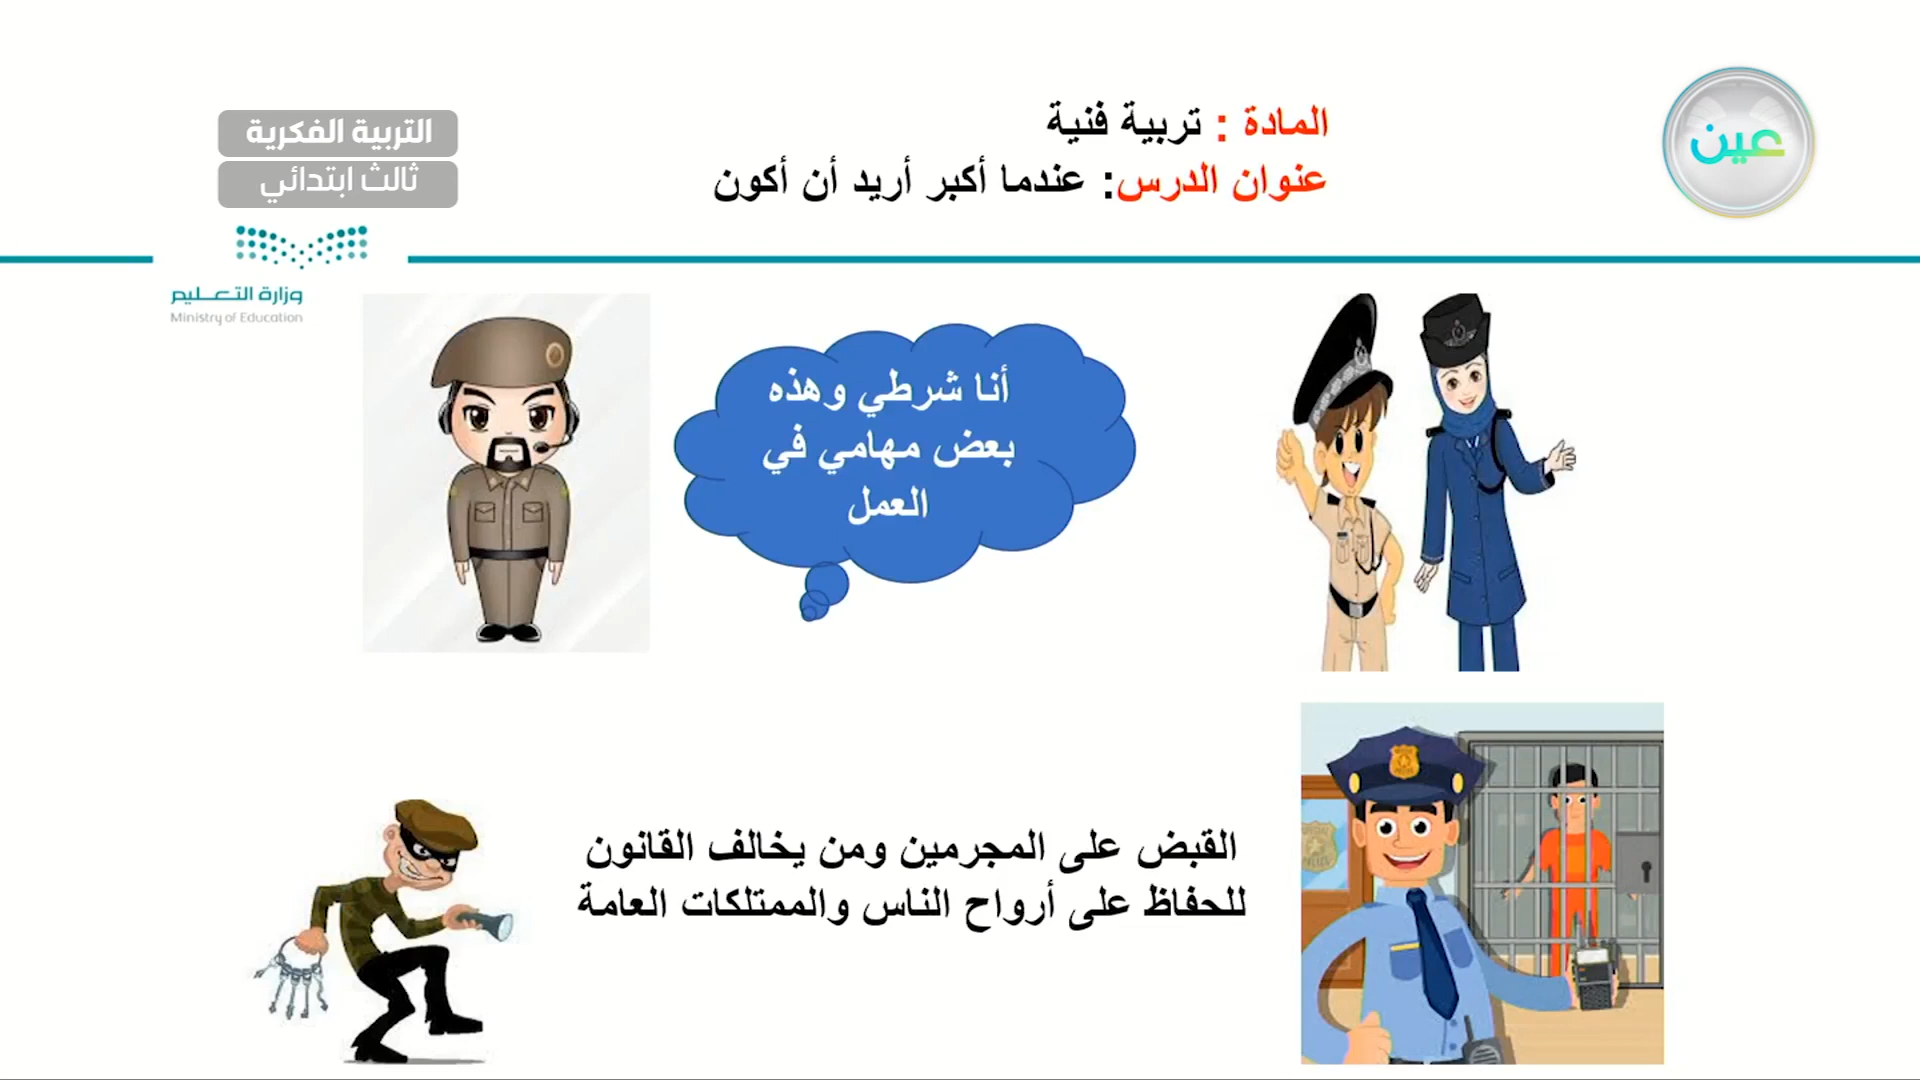 عين
المادة : تربية فنية
عنوان الدرس: عندما أكبر أريد أن أكون
التربية الفكرية
ثالث ابتدائي
وزارة التعليم
Ministry of Education
أنا شرطي وهذه
بعض مهامي في
العمل
القبض على المجرمين ومن يخالف القانون
للحفاظ على أرواح الناس والممتلكات العامة